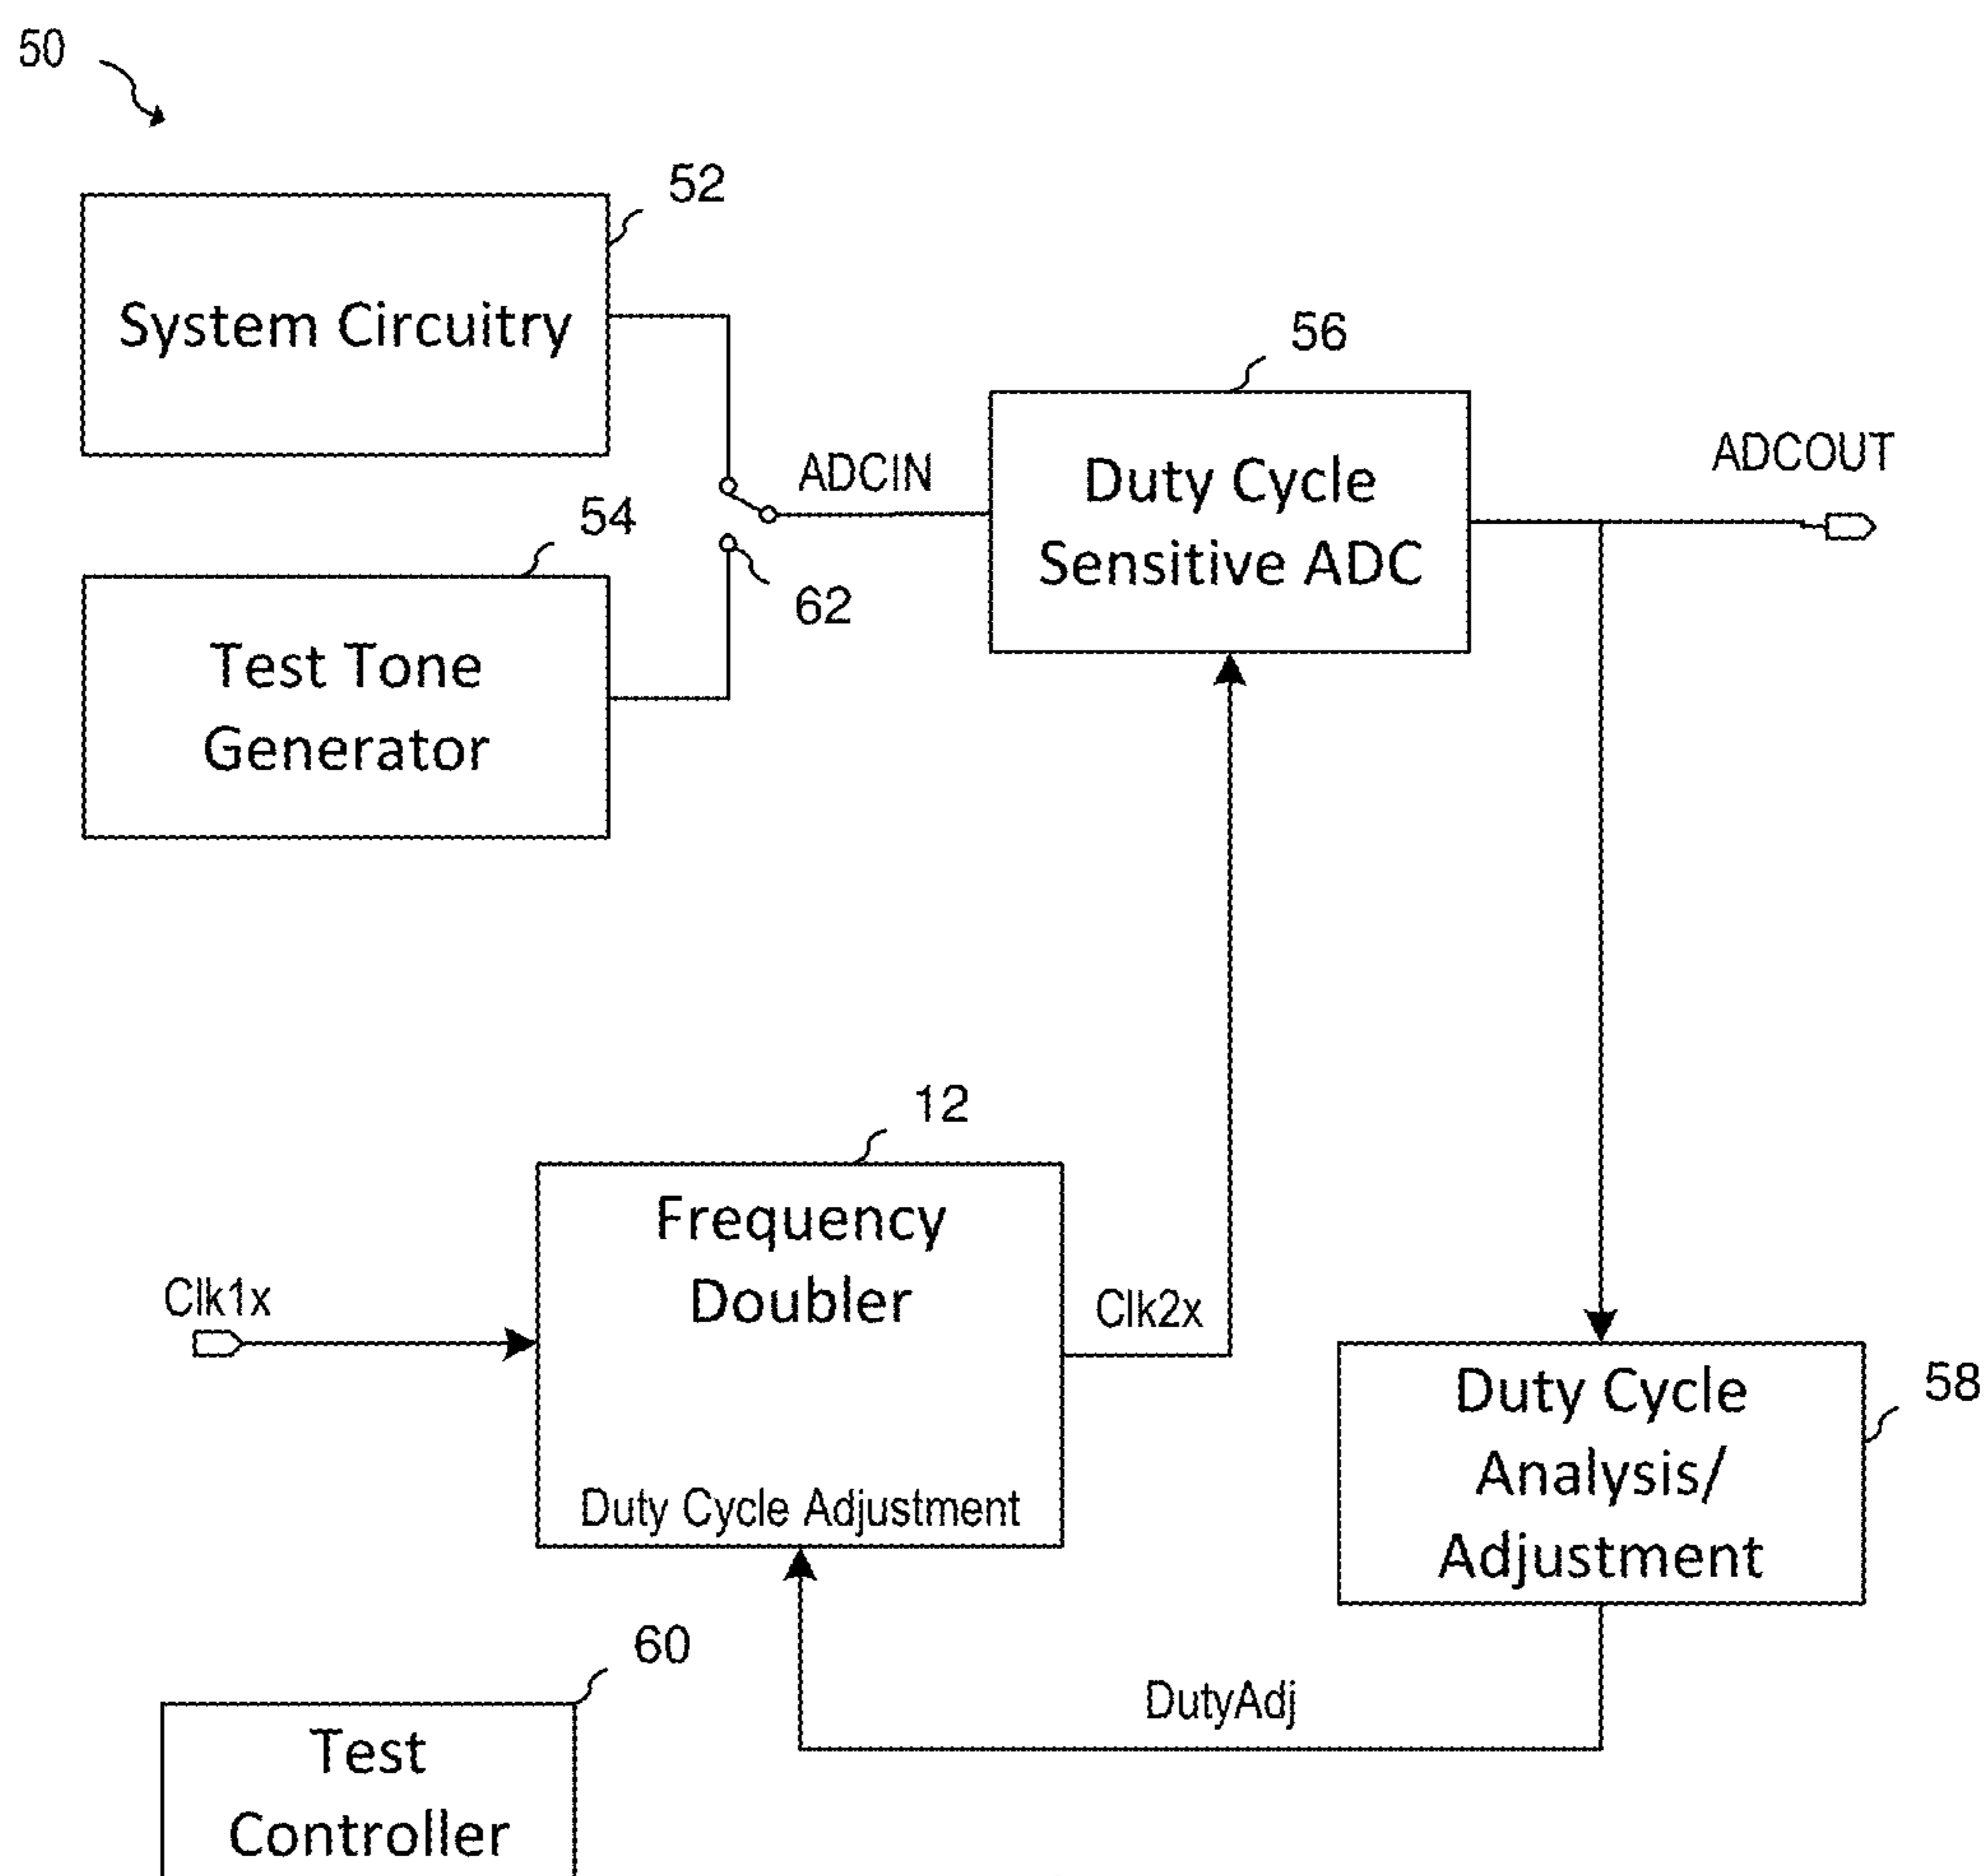 50
52
System Circuitry
56
ADCIN
Duty Cycle
Sensitive ADC
ADCOUT
54
62
Test Tone
Generator
12
Frequency
Doubler
Clk1x
Clk2x
Duty Cycle Adjustment
Duty Cycle
Analysis/
Adjustment
58
60
DutyAdj
Test
Controller